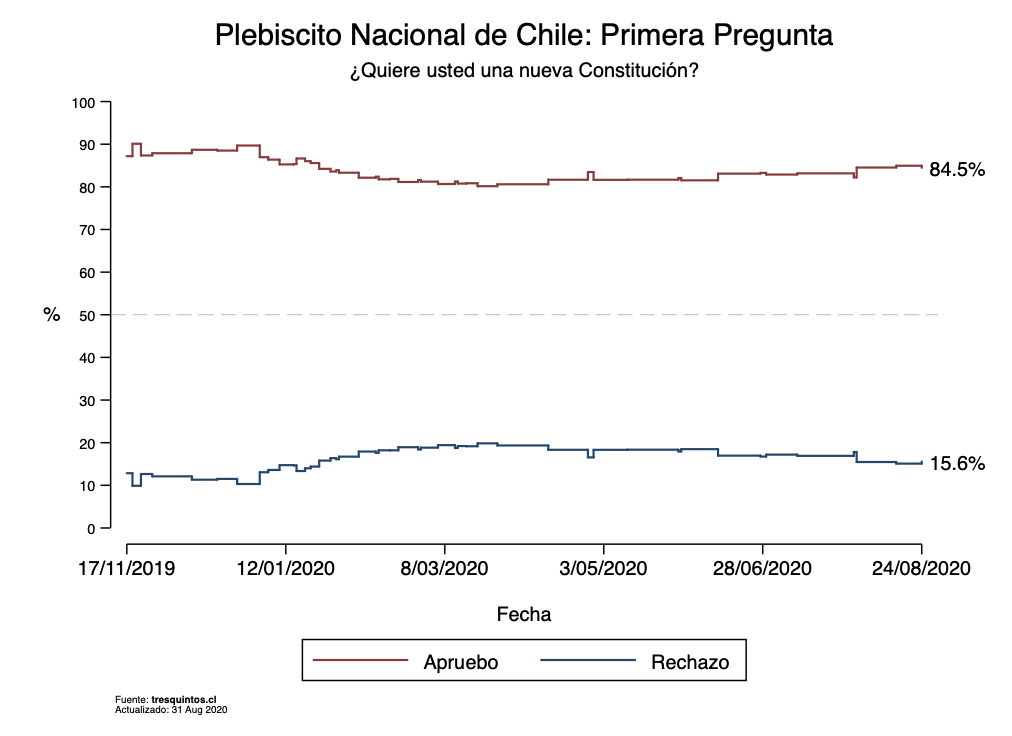 Plebiscito Nacional de Chile: Primera Pregunta
¿Quiere usted una nueva Constitución?
100
90
80
70
60
50
40
30
20
10
0
%
84.5%
15.6%
17/11/2019 12/01/2020 8/03/2020 3/05/2020 28/06/2020 24/08/2020
Fecha
Apruebo Rechazo
Fuente: tresquintos.cl
Actualizado: 31 Aug 2020